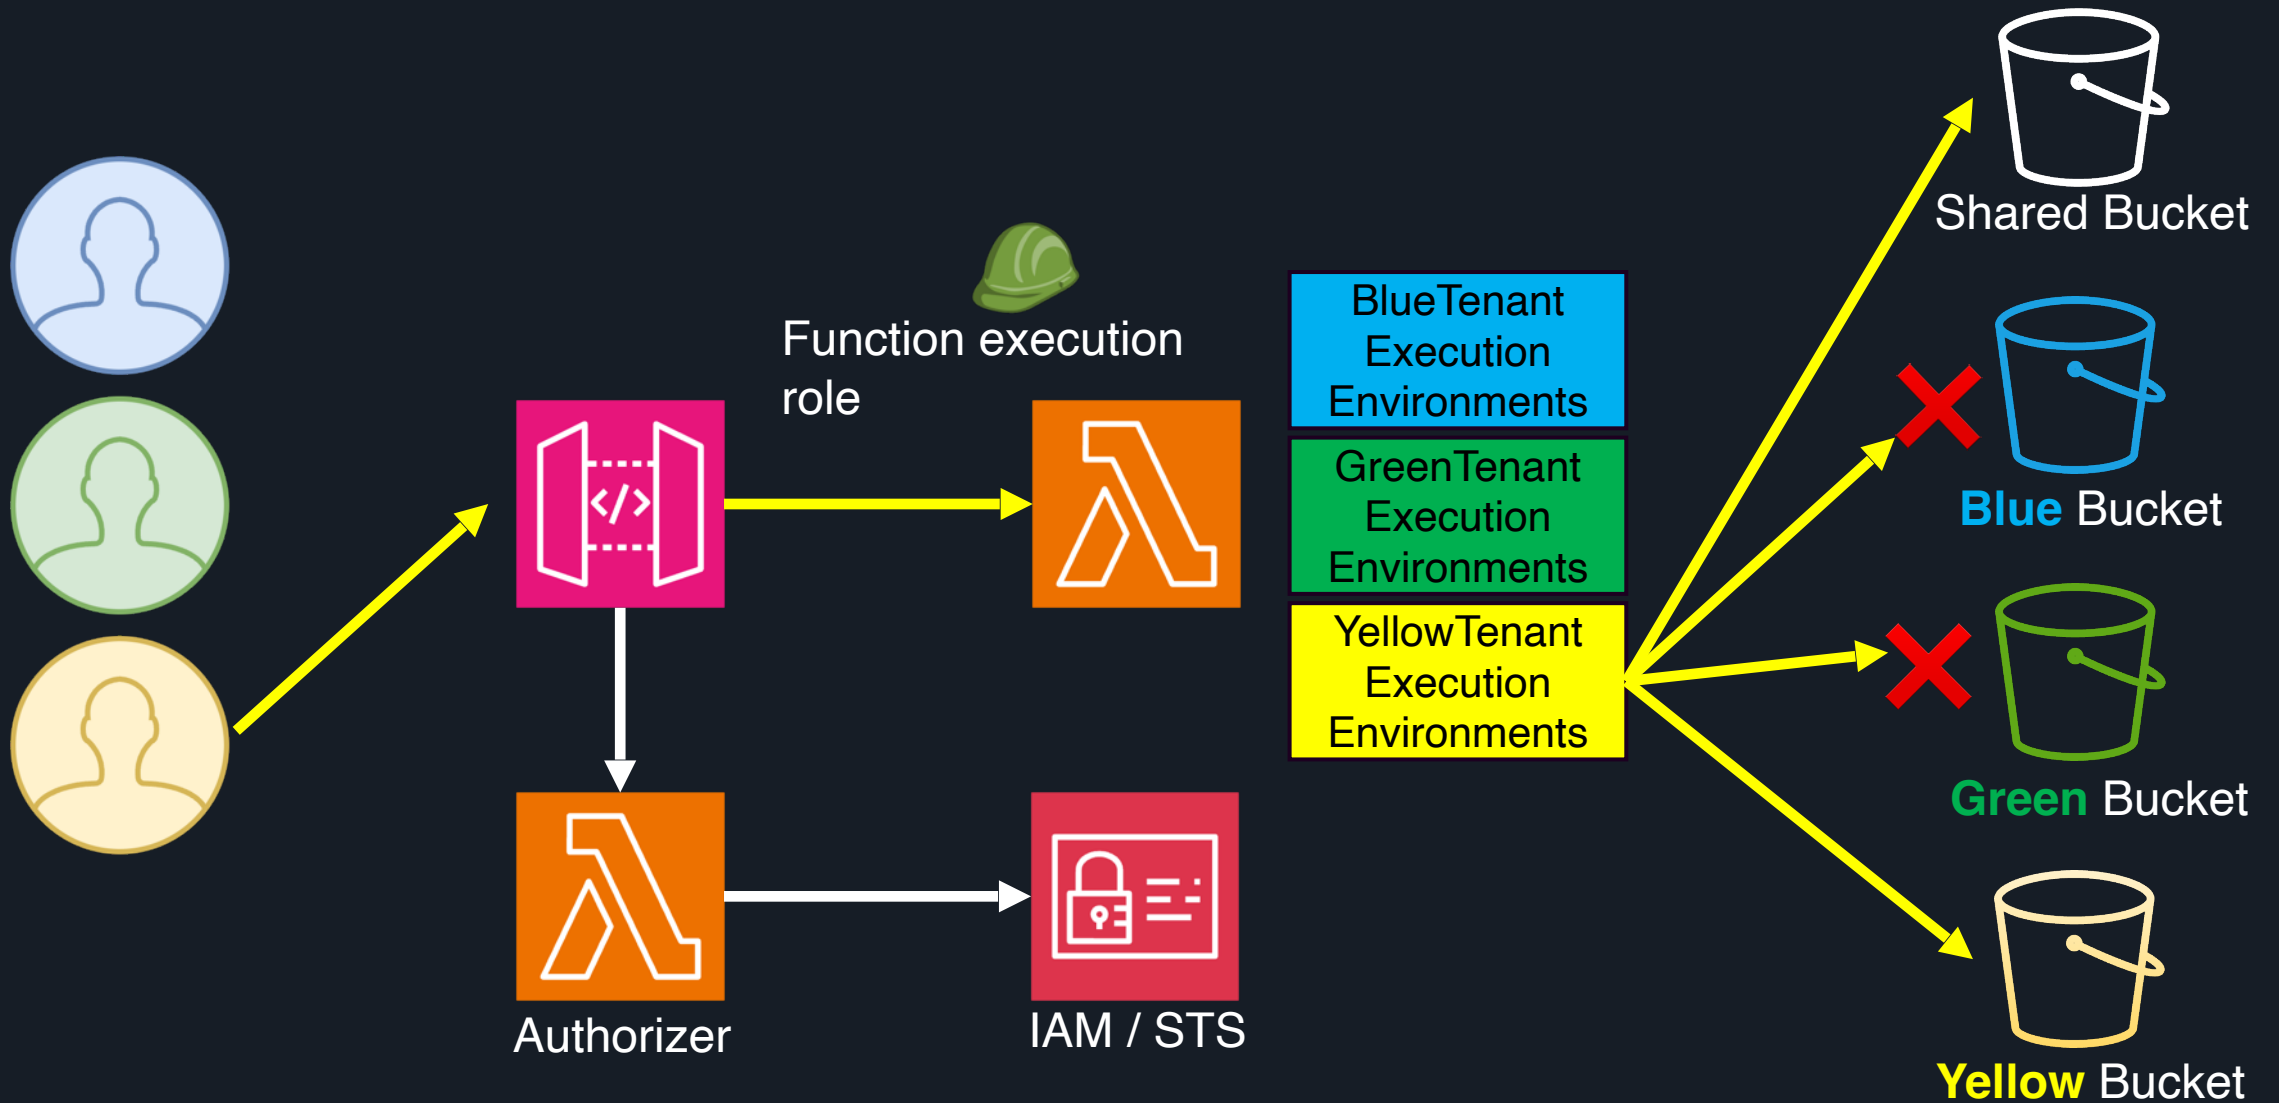 Shared Bucket
Function execution
role
BlueTenant
Execution
Environments
GreenTenant
Execution
Environments
YellowTenant
Execution
Environments
</>
Blue Bucket
Green Bucket
Authorizer
IAM / STS
Yellow Bucket